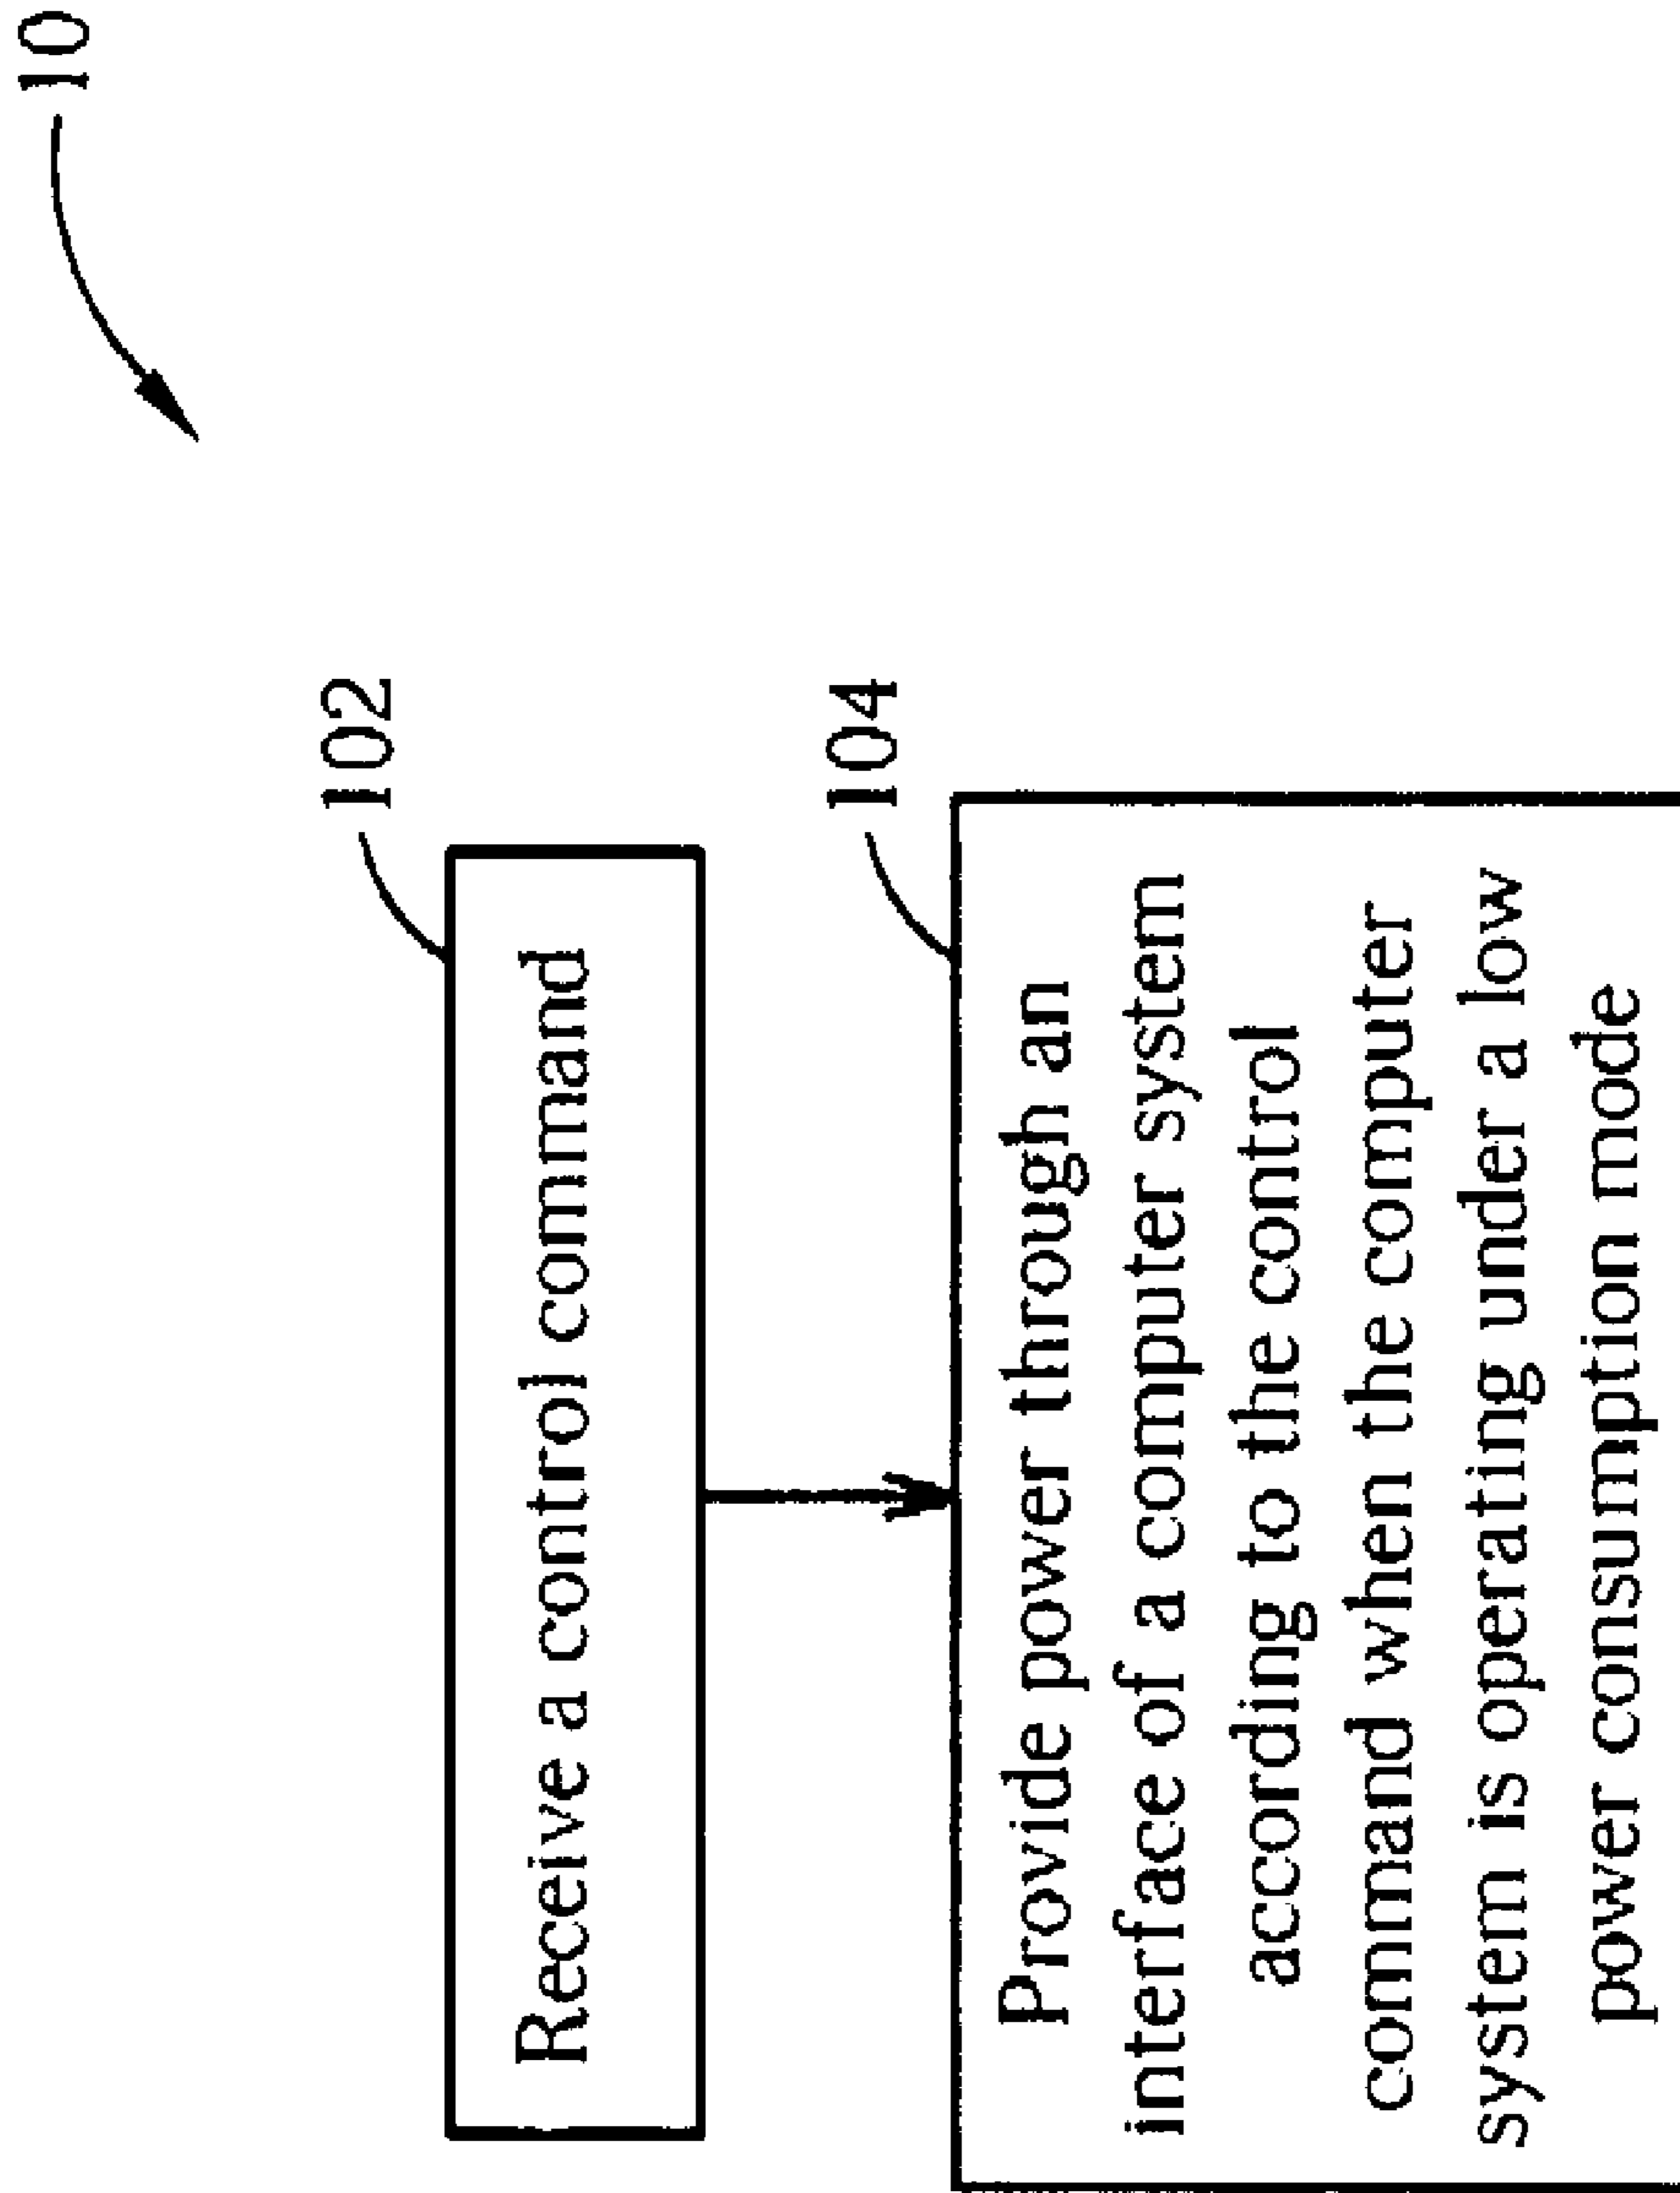 10
102
Receive a control command
104
Provide power through an
interface of a computer system
according to the control
command when the computer
system is operating under a low
power consumption mode